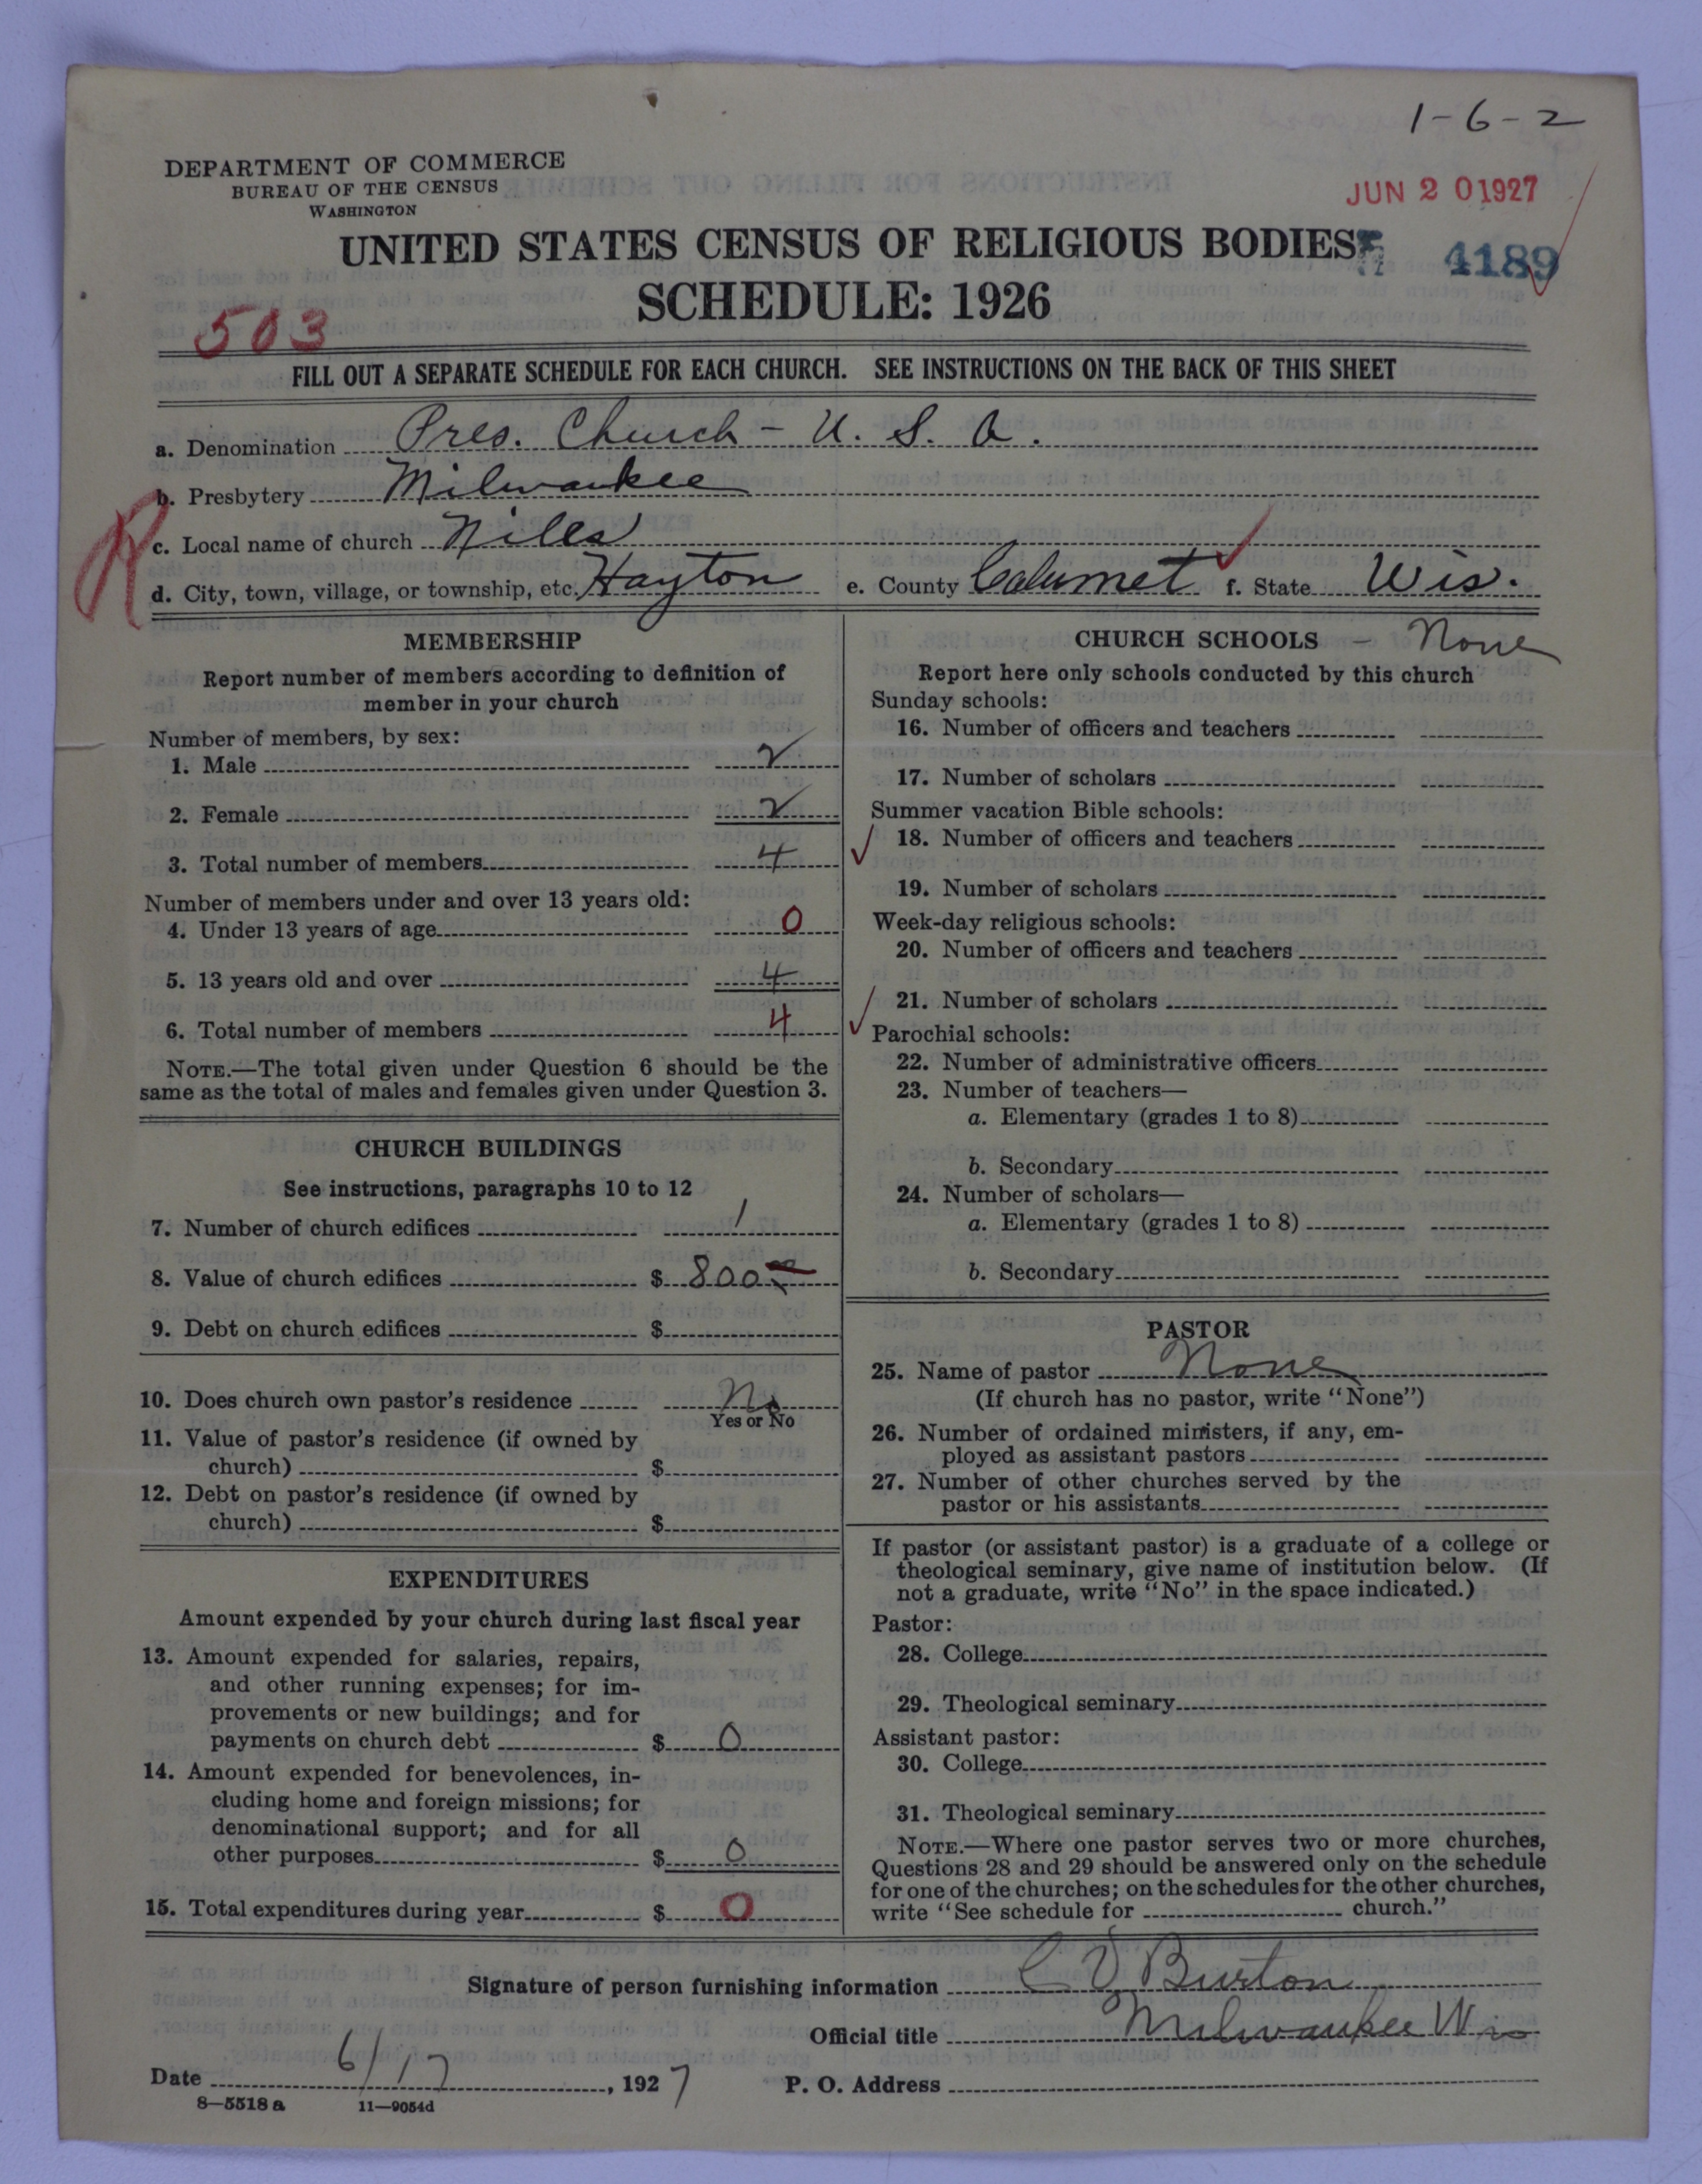 1-6-2
DEPARTMENT OF COMMERCE
BUREAU OF THE CENSUS
WASHINGTON
JUN 20 1927
UNITED STATES CENSUS OF RELIGIOUS BODIES
4189
SCHEDULE: 1926
503
FILL OUT A SEPARATE SCHEDULE FOR EACH CHURCH. SEE INSTRUCTIONS ON THE BACK OF THIS SHEET
a. Denomination Pres. Church - U. S. A.
b. Presbytery Milwaukee
R
c. Local name of church Niles
d. City, town, village, or township, etc. Hayton e. County Calumet f. State Wis.
MEMBERSHIP
Report number of members according to definition of
member in your church
Number of members, by sex:
1. Male 2
2. Female 2
3. Total number of members 4
Number of members under and over 13 years old:
4. Under 13 years of age 0
5. 13 years old and over 4
6. Total number of members 4
NOTE.—The total given under Question 6 should be the
same as the total of males and females given under Question 3.
CHURCH BUILDINGS
See instructions, paragraphs 10 to 12
7. Number of church edifices 1
8. Value of church edifices $ 800
9. Debt on church edifices $
10. Does church own pastor's residence No
Yes or No
11. Value of pastor's residence (if owned by
church) $
12. Debt on pastor's residence (if owned by
church) $
EXPENDITURES
Amount expended by your church during last fiscal year
13. Amount expended for salaries, repairs,
and other running expenses; for im-
provements or new buildings; and for
payments on church debt $ 0
14. Amount expended for benevolences, in-
cluding home and foreign missions; for
denominational support; and for all
other purposes $ 0
15. Total expenditures during year $ 0
CHURCH SCHOOLS - None
Report here only schools conducted by this church
Sunday schools:
16. Number of officers and teachers
17. Number of scholars
Summer vacation Bible schools:
18. Number of officers and teachers
19. Number of scholars
Week-day religious schools:
20. Number of officers and teachers
21. Number of scholars
Parochial schools:
22. Number of administrative officers
23. Number of teachers—
a. Elementary (grades 1 to 8)
b. Secondary
24. Number of scholars—
a. Elementary (grades 1 to 8)
b. Secondary
PASTOR
25. Name of pastor None
(If church has no pastor, write "None")
26. Number of ordained ministers, if any, em-
ployed as assistant pastors
27. Number of other churches served by the
pastor or his assistants
If pastor (or assistant pastor) is a graduate of a college or
theological seminary, give name of institution below. (If
not a graduate, write "No" in the space indicated.)
Pastor:
28. College
29. Theological seminary
Assistant pastor:
30. College
31. Theological seminary
NOTE.—Where one pastor serves two or more churches,
Questions 28 and 29 should be answered only on the schedule
for one of the churches; on the schedules for the other churches,
write "See schedule for church."
Signature of person furnishing information C V Burton
Official title Milwaukee Wis
Date 6/17, 1927 P. O. Address
8—5518 a 11—9054d